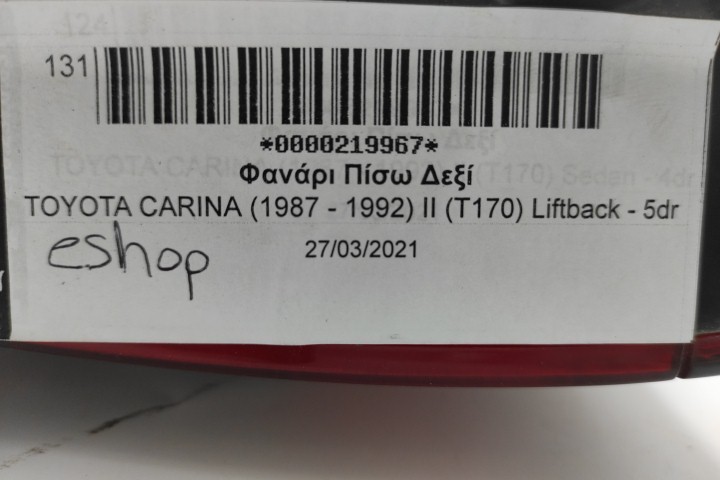 131
*0000219967*
Φανάρι Πίσω Δεξί
TOYOTA CARINA (1987 - 1992) II (T170) Liftback - 5dr
eshop
27/03/2021